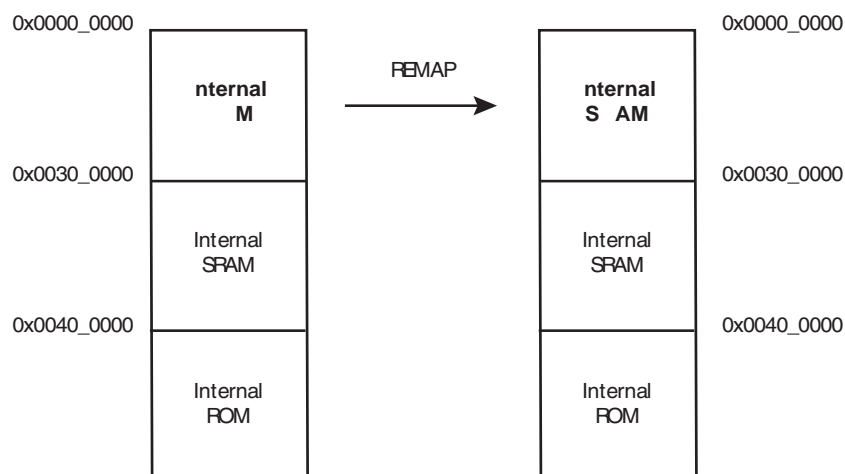 0x0000_0000
0x0000_0000
REMAP
nternal
M
nternal
S AM
0x0030_0000
0x0030_0000
Internal
SRAM
Internal
SRAM
0x0040_0000
0x0040_0000
Internal
ROM
Internal
ROM